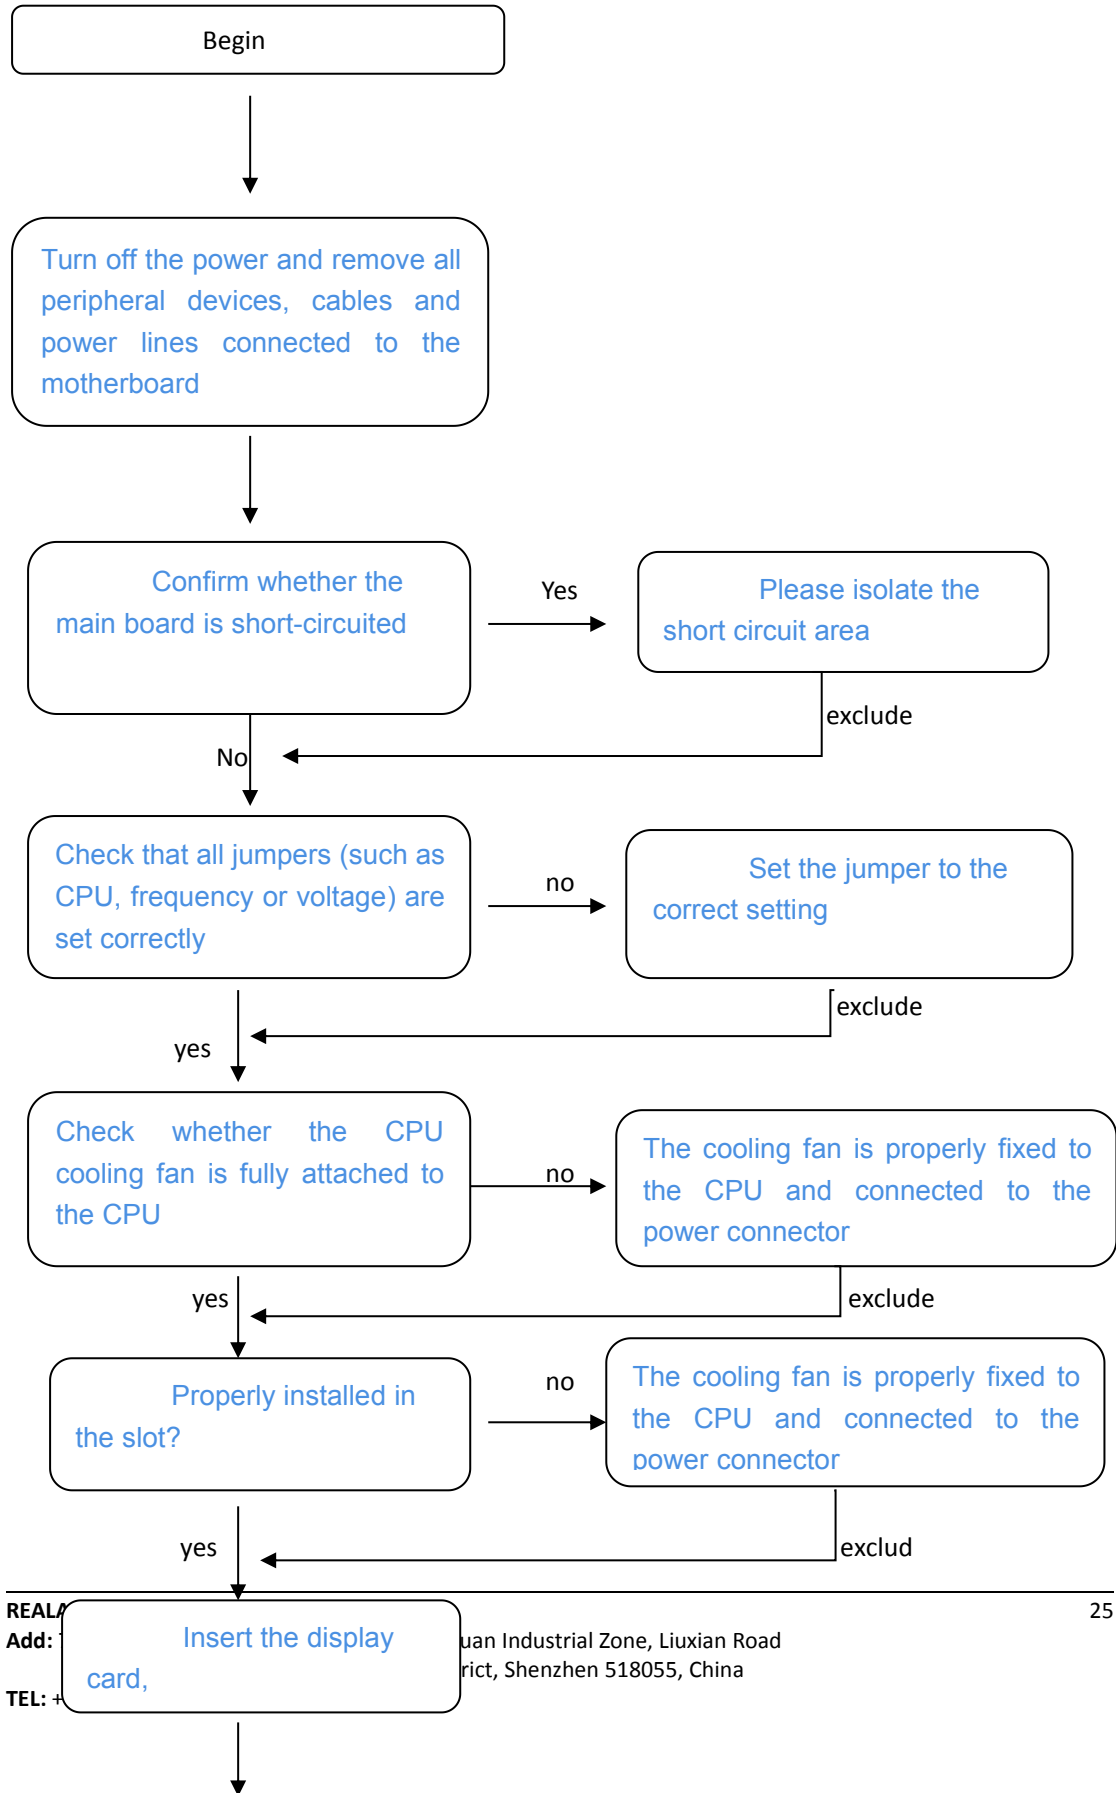 Begin
Turn off the power and remove all
peripheral devices, cables and
power lines connected to the
motherboard
Confirm whether the
main board is short-circuited
Yes
Please isolate the
short circuit area
exclude
No
Check that all jumpers (such as
CPU, frequency or voltage) are
set correctly
no
Set the jumper to the
correct setting
exclude
yes
Check whether the CPU
cooling fan is fully attached to
the CPU
no
The cooling fan is properly fixed to
the CPU and connected to the
power connector
yes
exclude
Properly installed in
the slot?
no
The cooling fan is properly fixed to
the CPU and connected to the
power connector
yes
exclud
25
Add: uan Industrial Zone, Liuxian Road
rict, Shenzhen 518055, China
TEL: +
Insert the display
card,